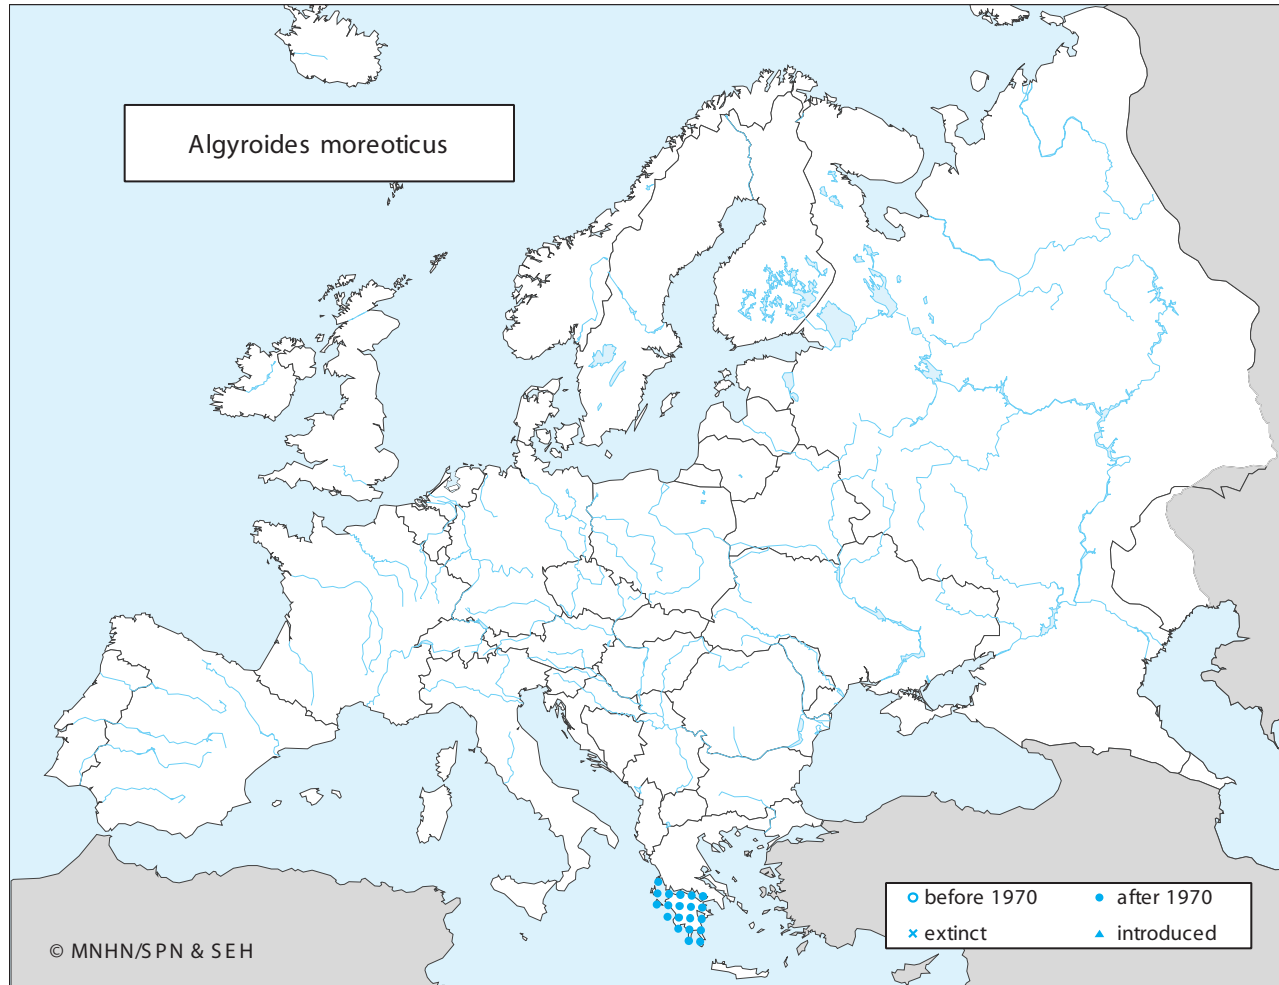 Algyroides moreoticus
before 1970
after 1970
extinct
introduced
© MNHN/SPN & SEH